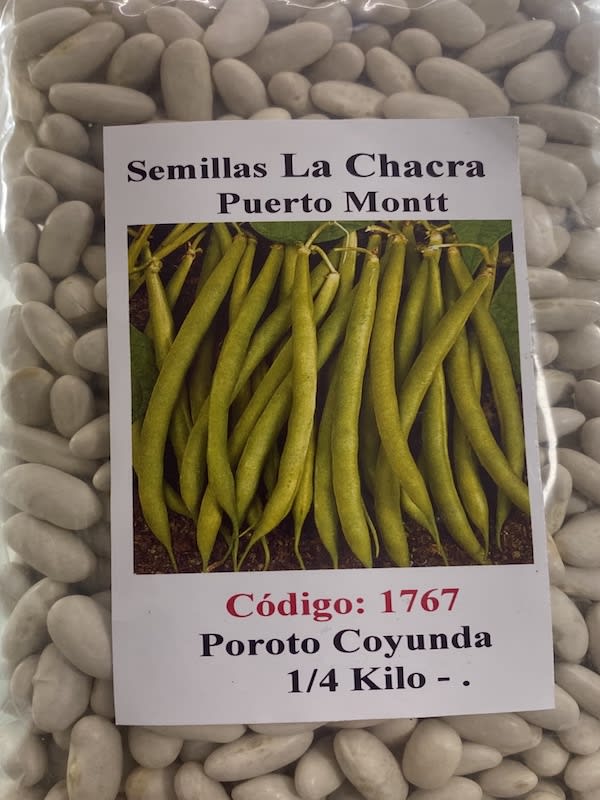 Semillas La Chacra
Puerto Montt
Código: 1767
Poroto Coyunda
1/4 Kilo - .